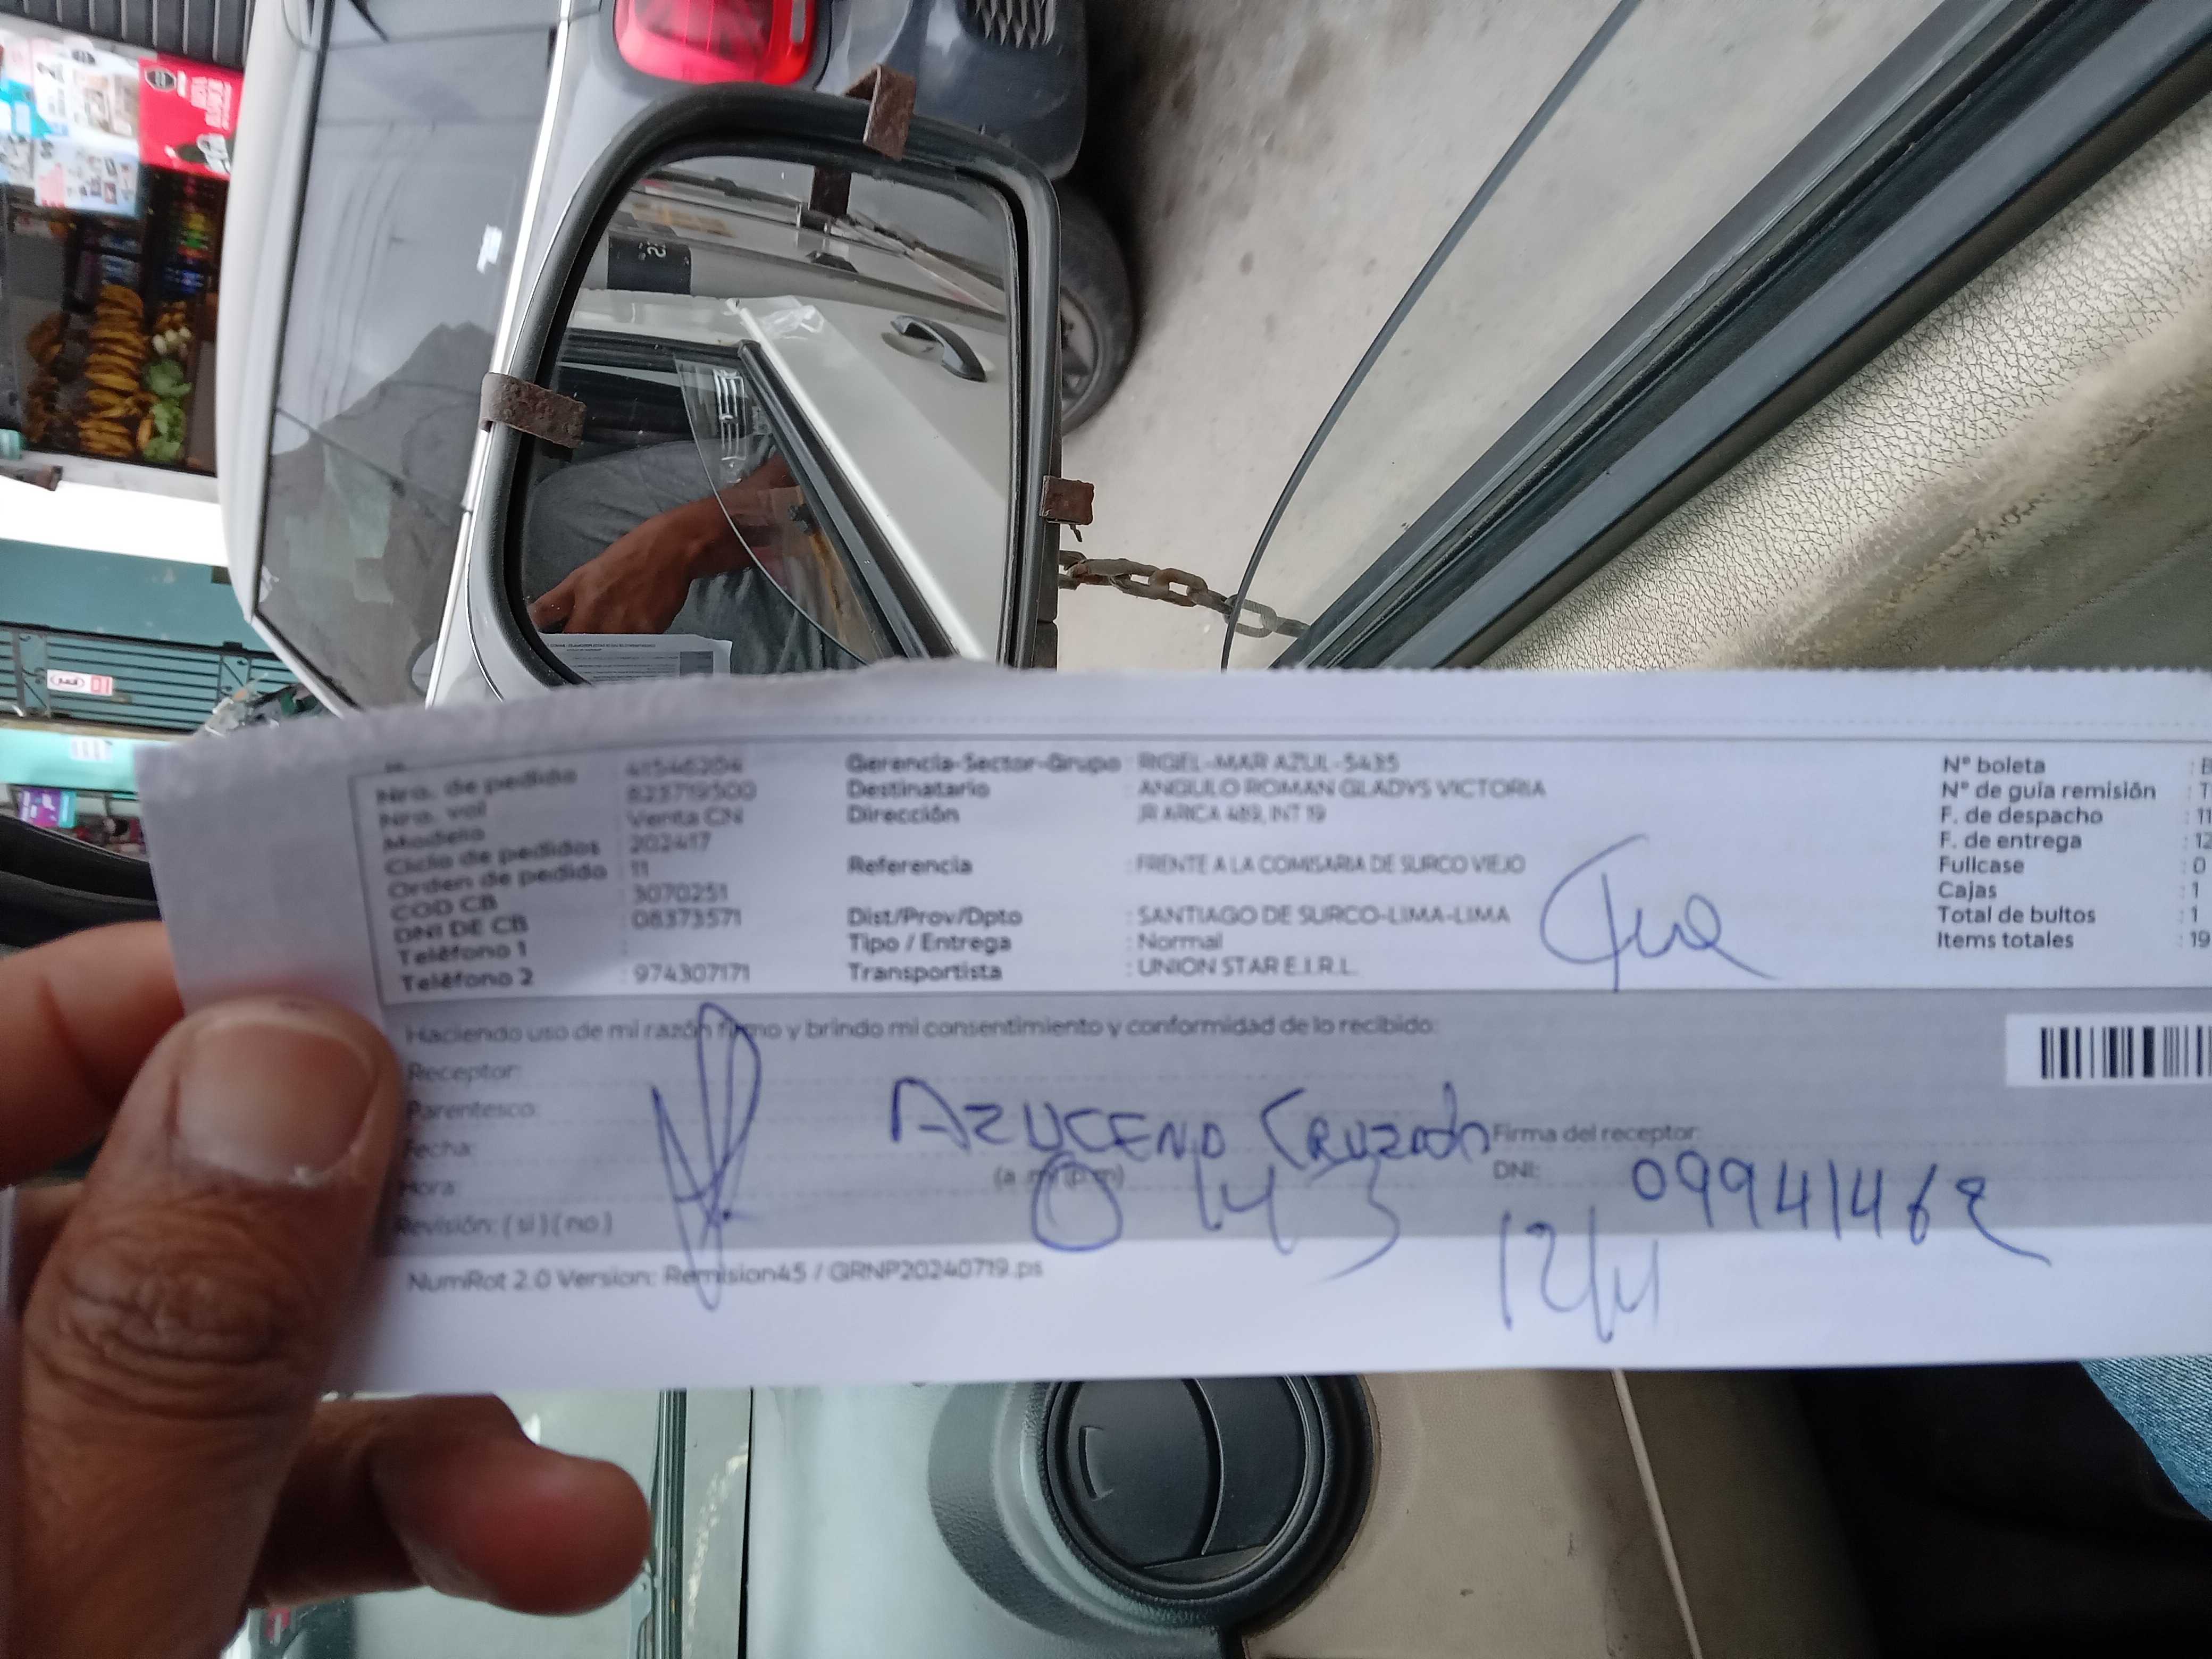 Nro. de pedido 41546204
Nro. val 823719500
Modelo Venta CN
Ciclo de pedidos 202417
Orden de pedido 11
COD CB 3070251
DNI DE CB 08373571
Teléfono 1
Teléfono 2 974307171
Gerencia-Sector-Grupo : RIGEL-MAR AZUL-5435
Destinatario : ANGULO ROMAN GLADYS VICTORIA
Dirección JR ARICA 489, INT 19
Referencia : FRENTE A LA COMISARIA DE SURCO VIEJO
Dist/Prov/Dpto : SANTIAGO DE SURCO-LIMA-LIMA
Tipo / Entrega : Normal
Transportista : UNION STAR E.I.R.L.
N° boleta : B
N° de guía remisión : T
F. de despacho : 11
F. de entrega : 12
Fullcase : 0
Cajas : 1
Total de bultos : 1
Items totales : 19
Haciendo uso de mi razón firmo y brindo mi consentimiento y conformidad de lo recibido:
Receptor:
Parentesco: AZUCENA CRUZADO
Firma del receptor:
Fecha:
DNI: 09941462
Hora: (a.m)(p.m)
Revisión: ( si ) ( no )
12/11
NumRot 2.0 Version: Remision45 / GRNP20240719.ps